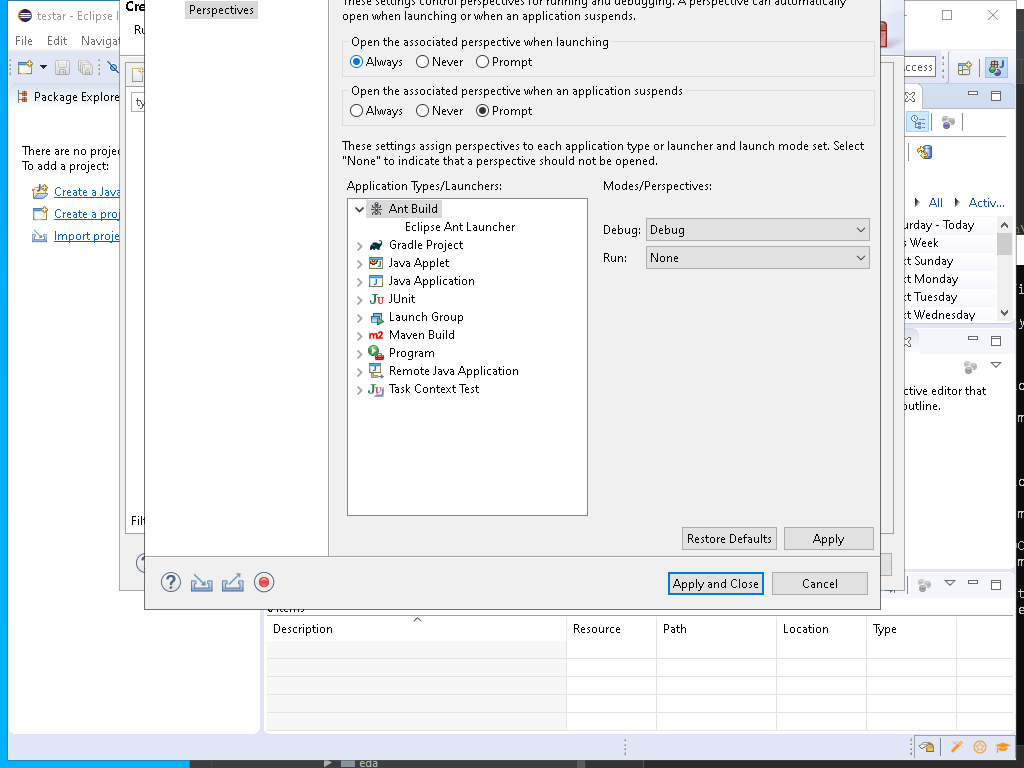 testar - Eclipse I
File Edit Navigat
Package Explore
There are no projec
To add a project:
Create a Java
Create a proj
Import proje
Cre
Ru
ty
Filt
Perspectives
These settings control perspectives for running and debugging. A perspective can automatically
open when launching or when an application suspends.
Open the associated perspective when launching
Always Never Prompt
Open the associated perspective when an application suspends
Always Never Prompt
These settings assign perspectives to each application type or launcher and launch mode set. Select
"None" to indicate that a perspective should not be opened.
Application Types/Launchers:
Modes/Perspectives:
Ant Build
Eclipse Ant Launcher
Gradle Project
Java Applet
Java Application
JUnit
Launch Group
Maven Build
Program
Remote Java Application
Task Context Test
Debug: Debug
Run: None
Restore Defaults
Apply
Apply and Close
Cancel
ccess
All Activ...
urday - Today
s Week
xt Sunday
xt Monday
xt Tuesday
xt Wednesday
ctive editor that
outline.
Description
Resource
Path
Location
Type
eda